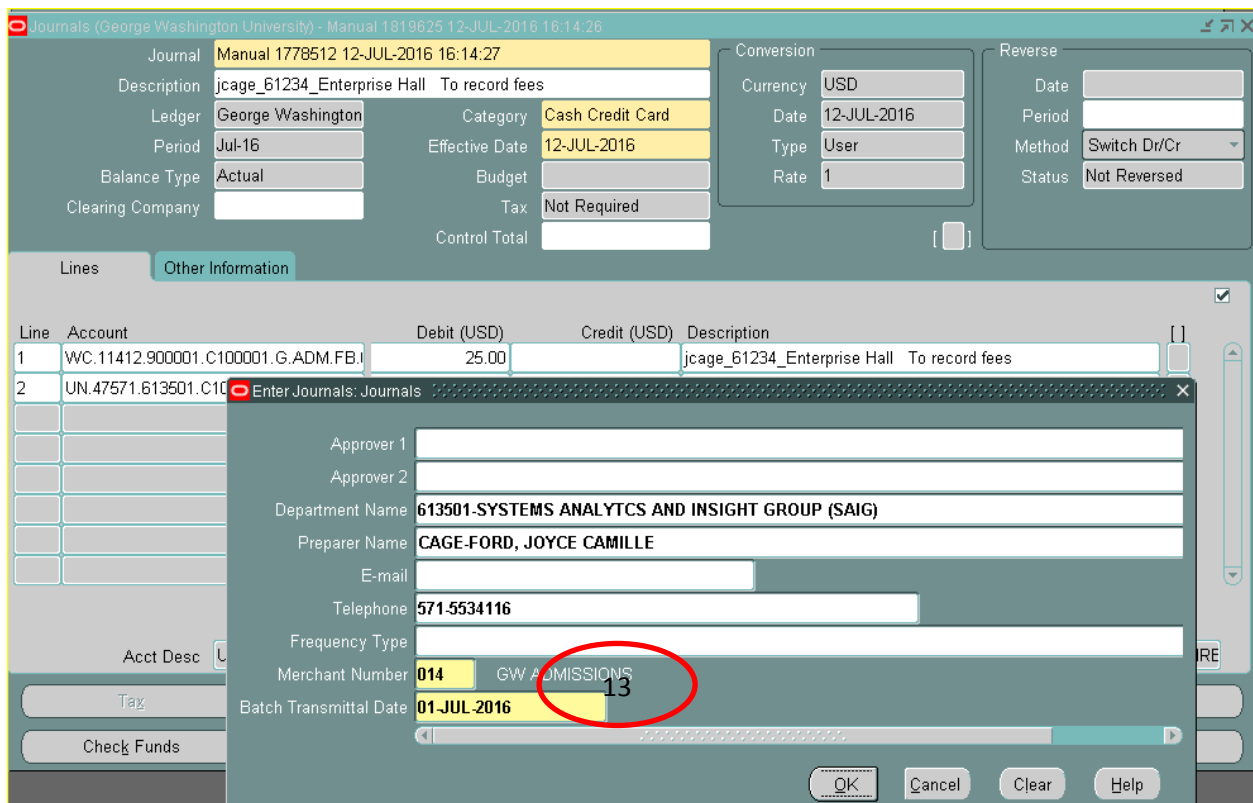 Journals (George Washington University) - Manual 1819625 12-JUL-2016 16:14:26
Journal Manual 1778512 12-JUL-2016 16:14:27
Description jcage_61234_Enterprise Hall To record fees
Ledger George Washington Category Cash Credit Card
Period Jul-16 Effective Date 12-JUL-2016
Balance Type Actual Budget
Clearing Company Tax Not Required
Control Total
Conversion
Currency USD
Date 12-JUL-2016
Type User
Rate 1
Reverse
Date
Period
Method Switch Dr/Cr
Status Not Reversed
[ ]
Lines Other Information
Line Account Debit (USD) Credit (USD) Description [ ]
1 WC.11412.900001.C100001.G.ADM.FB. 25.00 jcage_61234_Enterprise Hall To record fees
2 UN.47571.613501.C10
Enter Journals: Journals
Approver 1
Approver 2
Department Name 613501-SYSTEMS ANALYTCS AND INSIGHT GROUP (SAIG)
Preparer Name CAGE-FORD, JOYCE CAMILLE
E-mail
Telephone 571-5534116
Frequency Type
Merchant Number 014 GW ADMISSIONS
13
Batch Transmittal Date 01-JUL-2016
Acct Desc
IRE
Tax
Check Funds
OK Cancel Clear Help